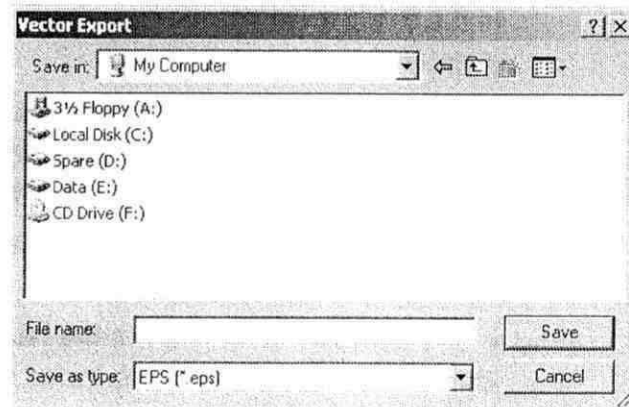 Vector Export
Save in: My Computer
3½ Floppy (A:)
Local Disk (C:)
Spare (D:)
Data (E:)
CD Drive (F:)
File name: Save
Save as type: EPS (*.eps) Cancel